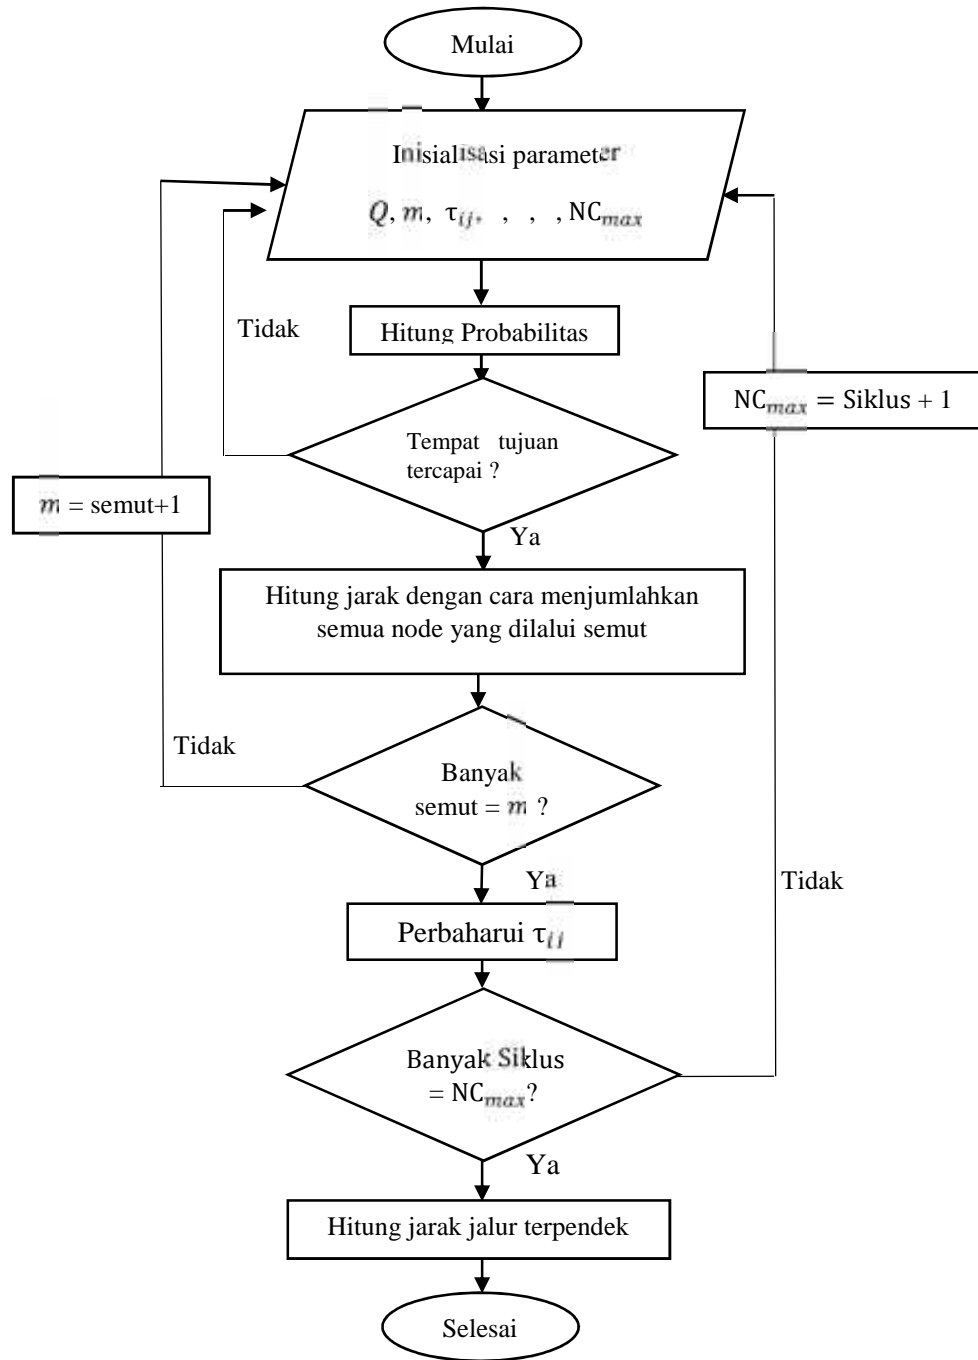 Mulai
Inisialisasi parameter
Q, m, τij, , , , NCmax
Tidak
Hitung Probabilitas
NCmax = Siklus + 1
Tempat tujuan
tercapai ?
m = semut+1
Ya
Hitung jarak dengan cara menjumlahkan
semua node yang dilalui semut
Tidak
Banyak
semut = m ?
Ya
Tidak
Perbaharui τij
Banyak Siklus
= NCmax?
Ya
Hitung jarak jalur terpendek
Selesai